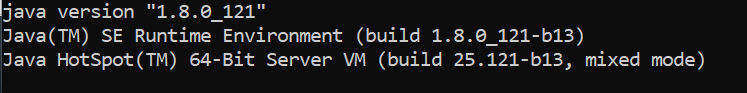 java version "1.8.0_121"
Java(TM) SE Runtime Environment (build 1.8.0_121-b13)
Java HotSpot(TM) 64-Bit Server VM (build 25.121-b13, mixed mode)